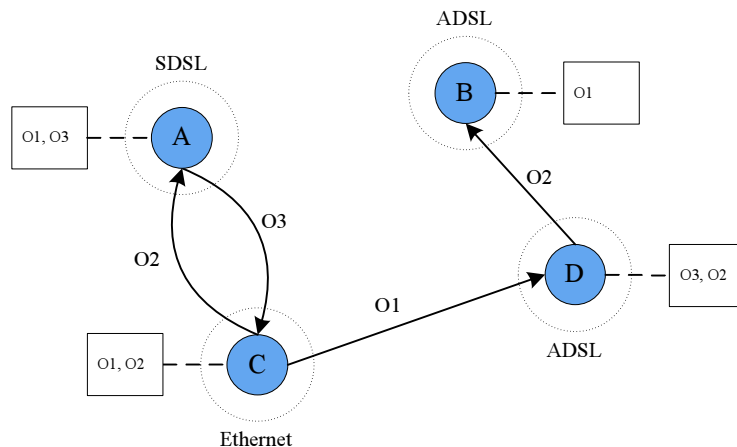 ADSL
SDSL
B
O1
A
O1, O3
O2
O3
O2
D
O3, O2
O1
ADSL
C
O1, O2
Ethernet